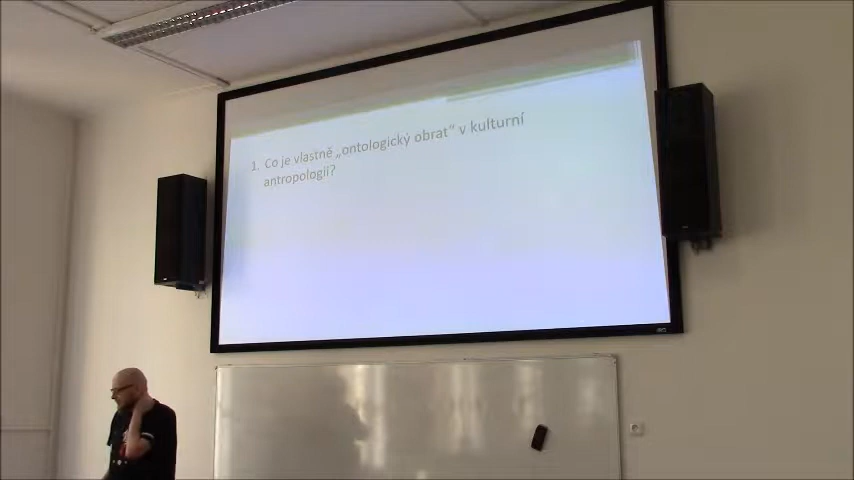 1. Co je vlastně „ontologický obrat“ v kulturní
antropologii?